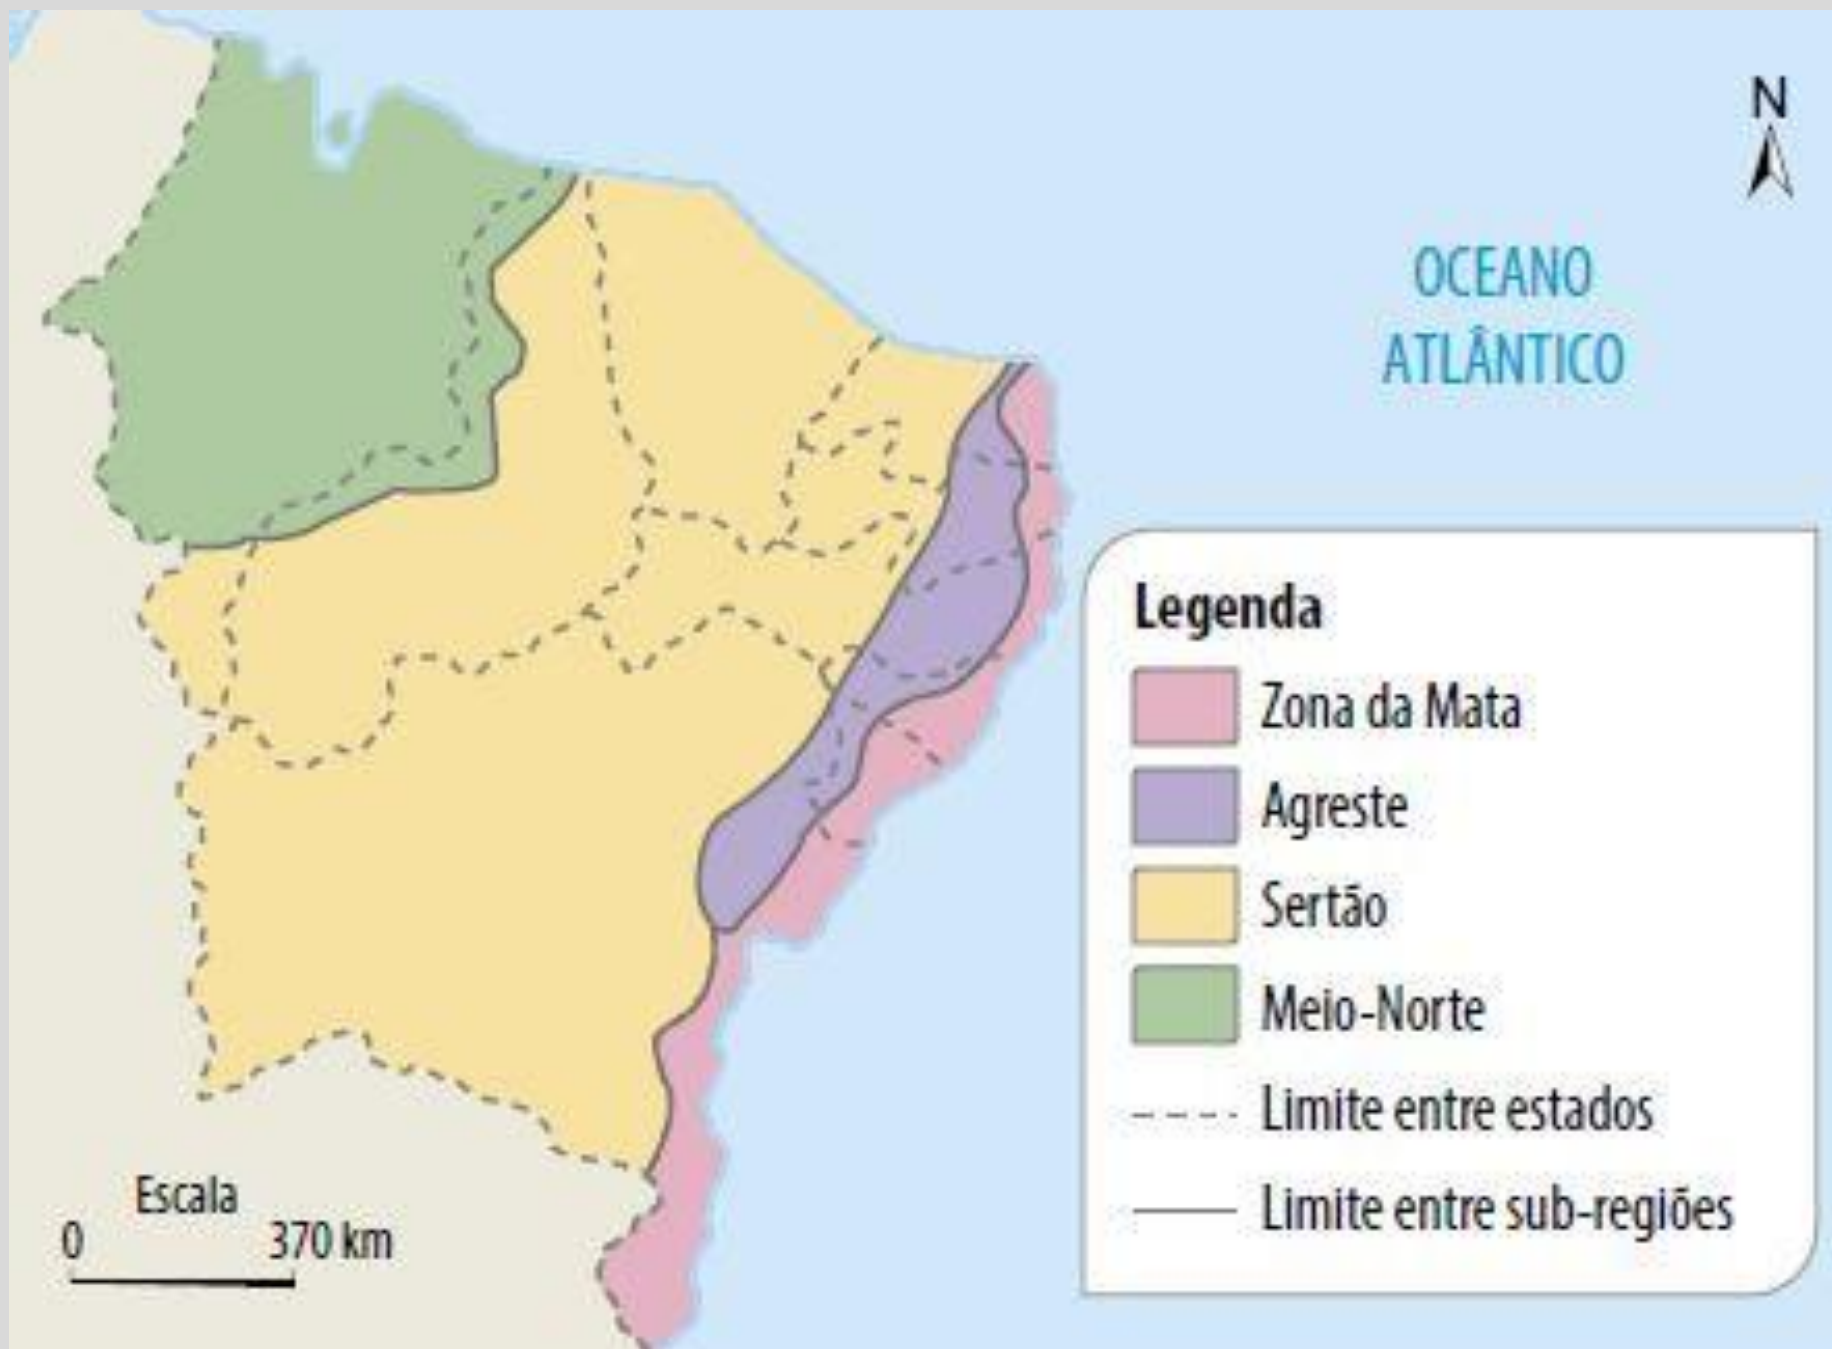 N
OCEANO
ATLÂNTICO
Legenda
Zona da Mata
Agreste
Sertão
Meio-Norte
Limite entre estados
Limite entre sub-regiões
Escala
0 370 km